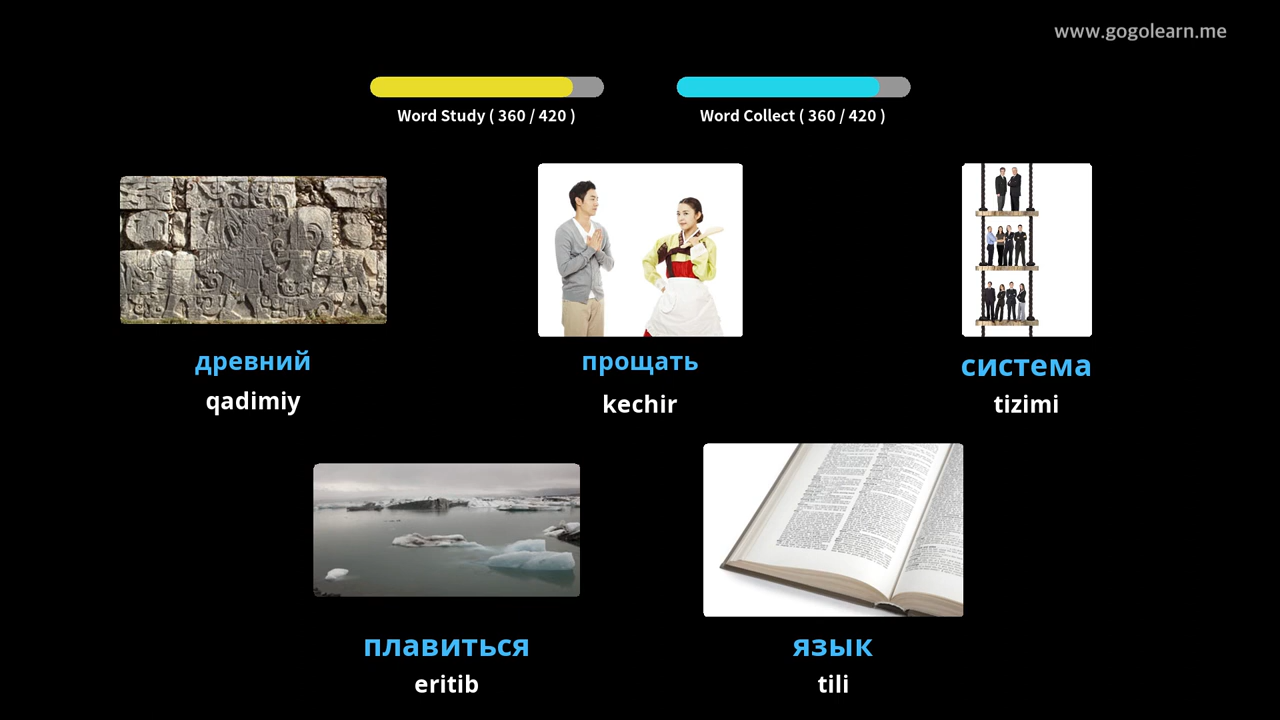 www.gogolearn.me
Word Study ( 360 / 420 )
Word Collect ( 360 / 420 )
древний
qadimiy
прощать
kechir
система
tizimi
плавиться
eritib
язык
tili